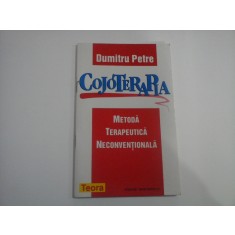 Dumitru Petre
COJOTERAPIA
METODĂ
TERAPEUTICĂ
NECONVENȚIONALĂ
Teora